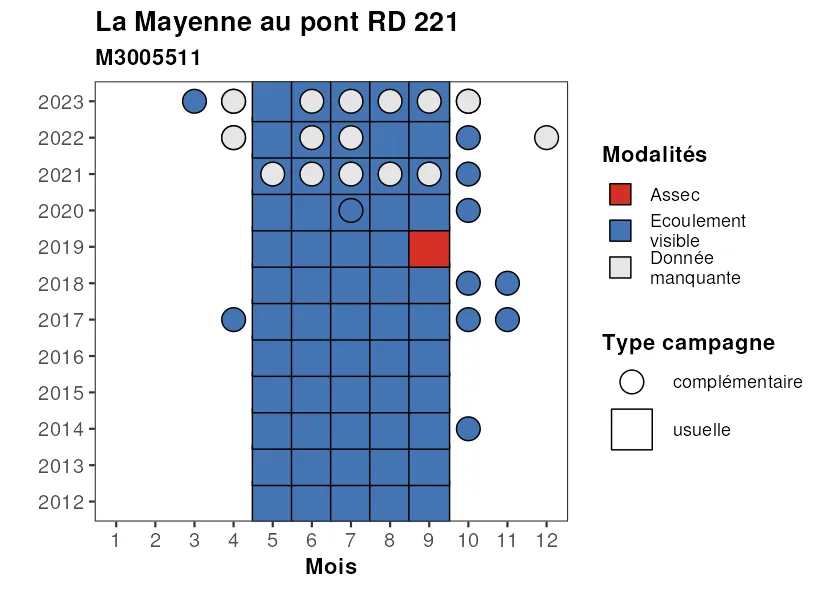 La Mayenne au pont RD 221
M3005511
2023
2022
2021
2020
2019
2018
2017
2016
2015
2014
2013
2012
1 2 3 4 5 6 7 8 9 10 11 12
Mois
Modalités
Assec
Ecoulement
visible
Donnée
manquante
Type campagne
complémentaire
usuelle